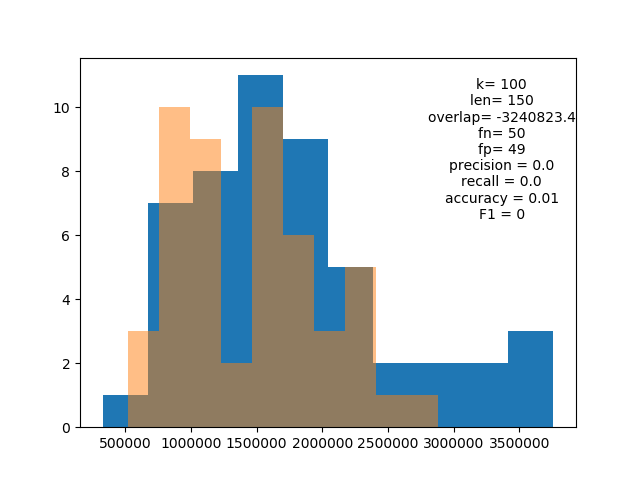 k= 100
len= 150
overlap= -3240823.4
fn= 50
fp= 49
precision = 0.0
recall = 0.0
accuracy = 0.01
F1 = 0
10
8
6
4
2
0
500000 1000000 1500000 2000000 2500000 3000000 3500000